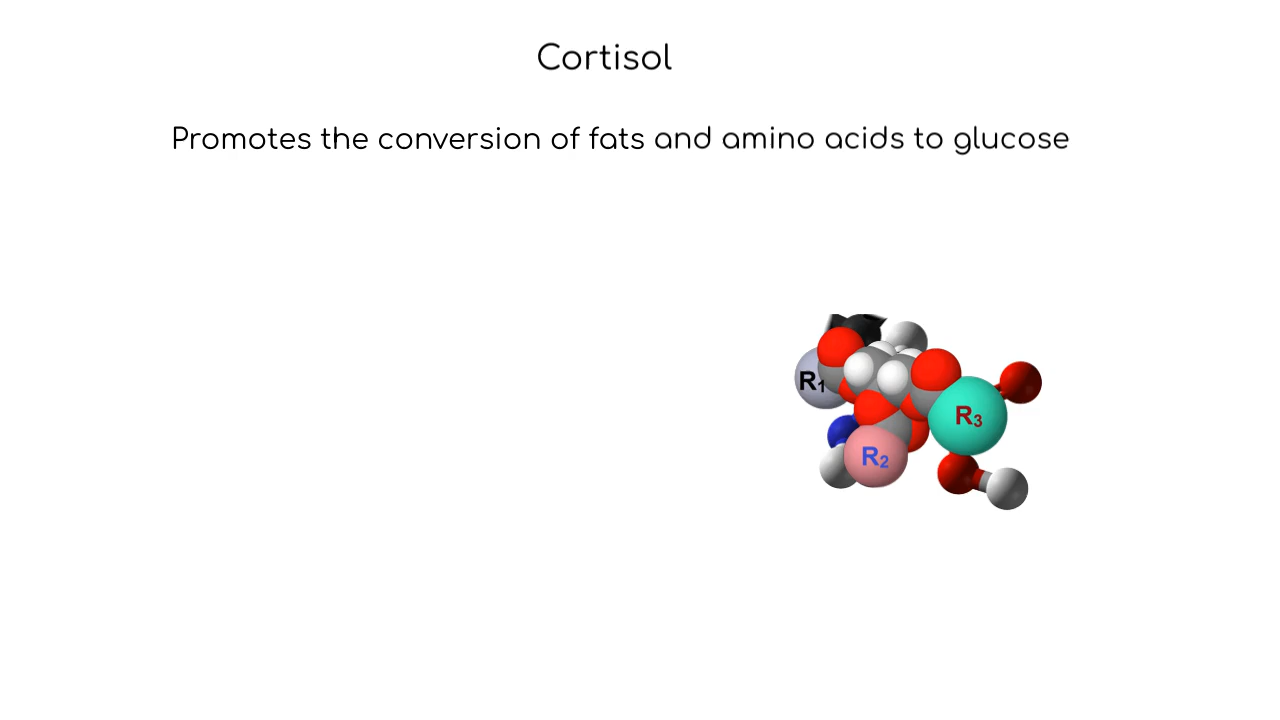 Cortisol
Promotes the conversion of fats and amino acids to glucose
R1
R3
R2